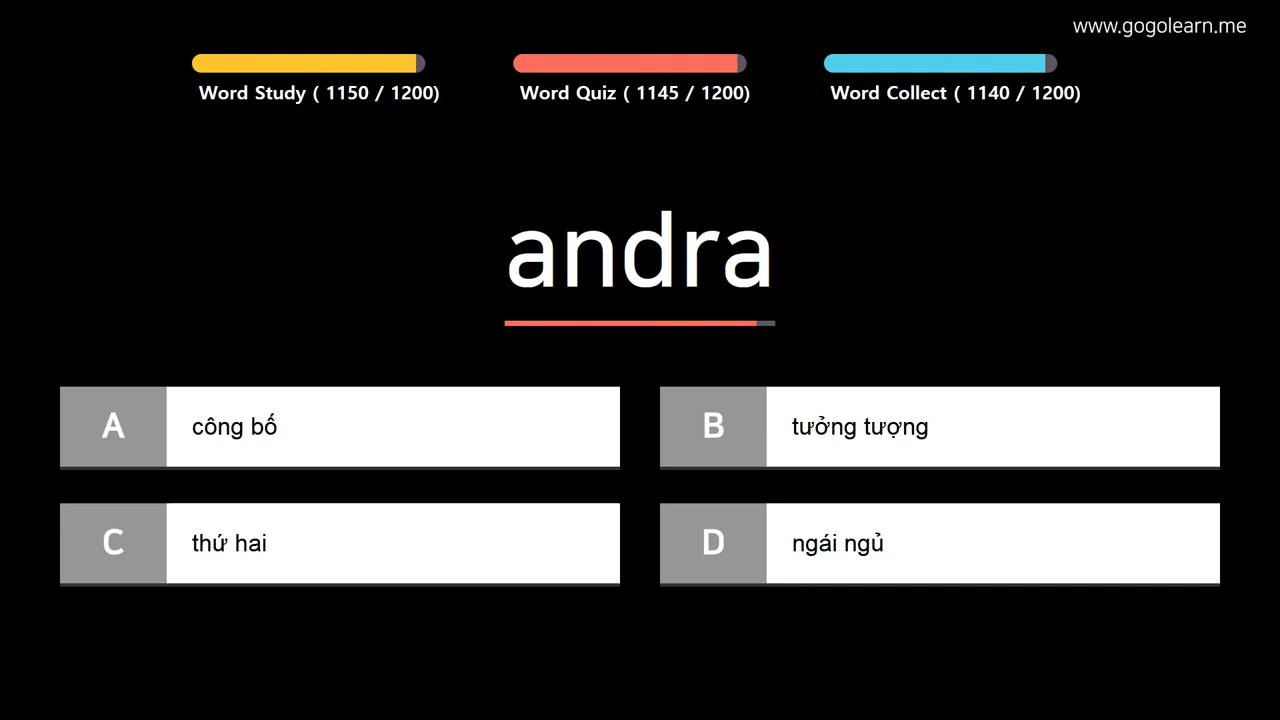 www.gogolearn.me
Word Study ( 1150 / 1200)
Word Quiz ( 1145 / 1200)
Word Collect ( 1140 / 1200)
andra
A công bố
B tưởng tượng
C thứ hai
D ngái ngủ